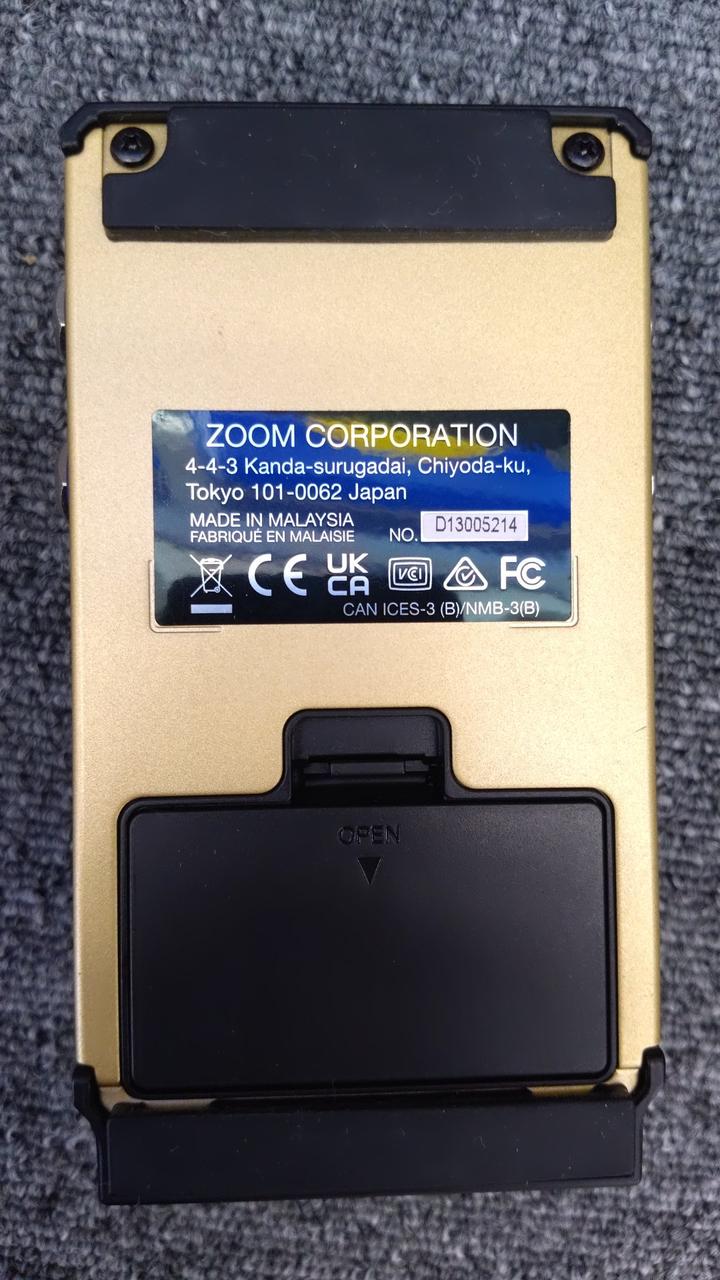 ZOOM CORPORATION
4-4-3 Kanda-surugadai, Chiyoda-ku,
Tokyo 101-0062 Japan
MADE IN MALAYSIA
FABRIQUÉ EN MALAISIE
NO. D13005214
CE UK CA VCI FC
CAN ICES-3 (B)/NMB-3(B)
OPEN